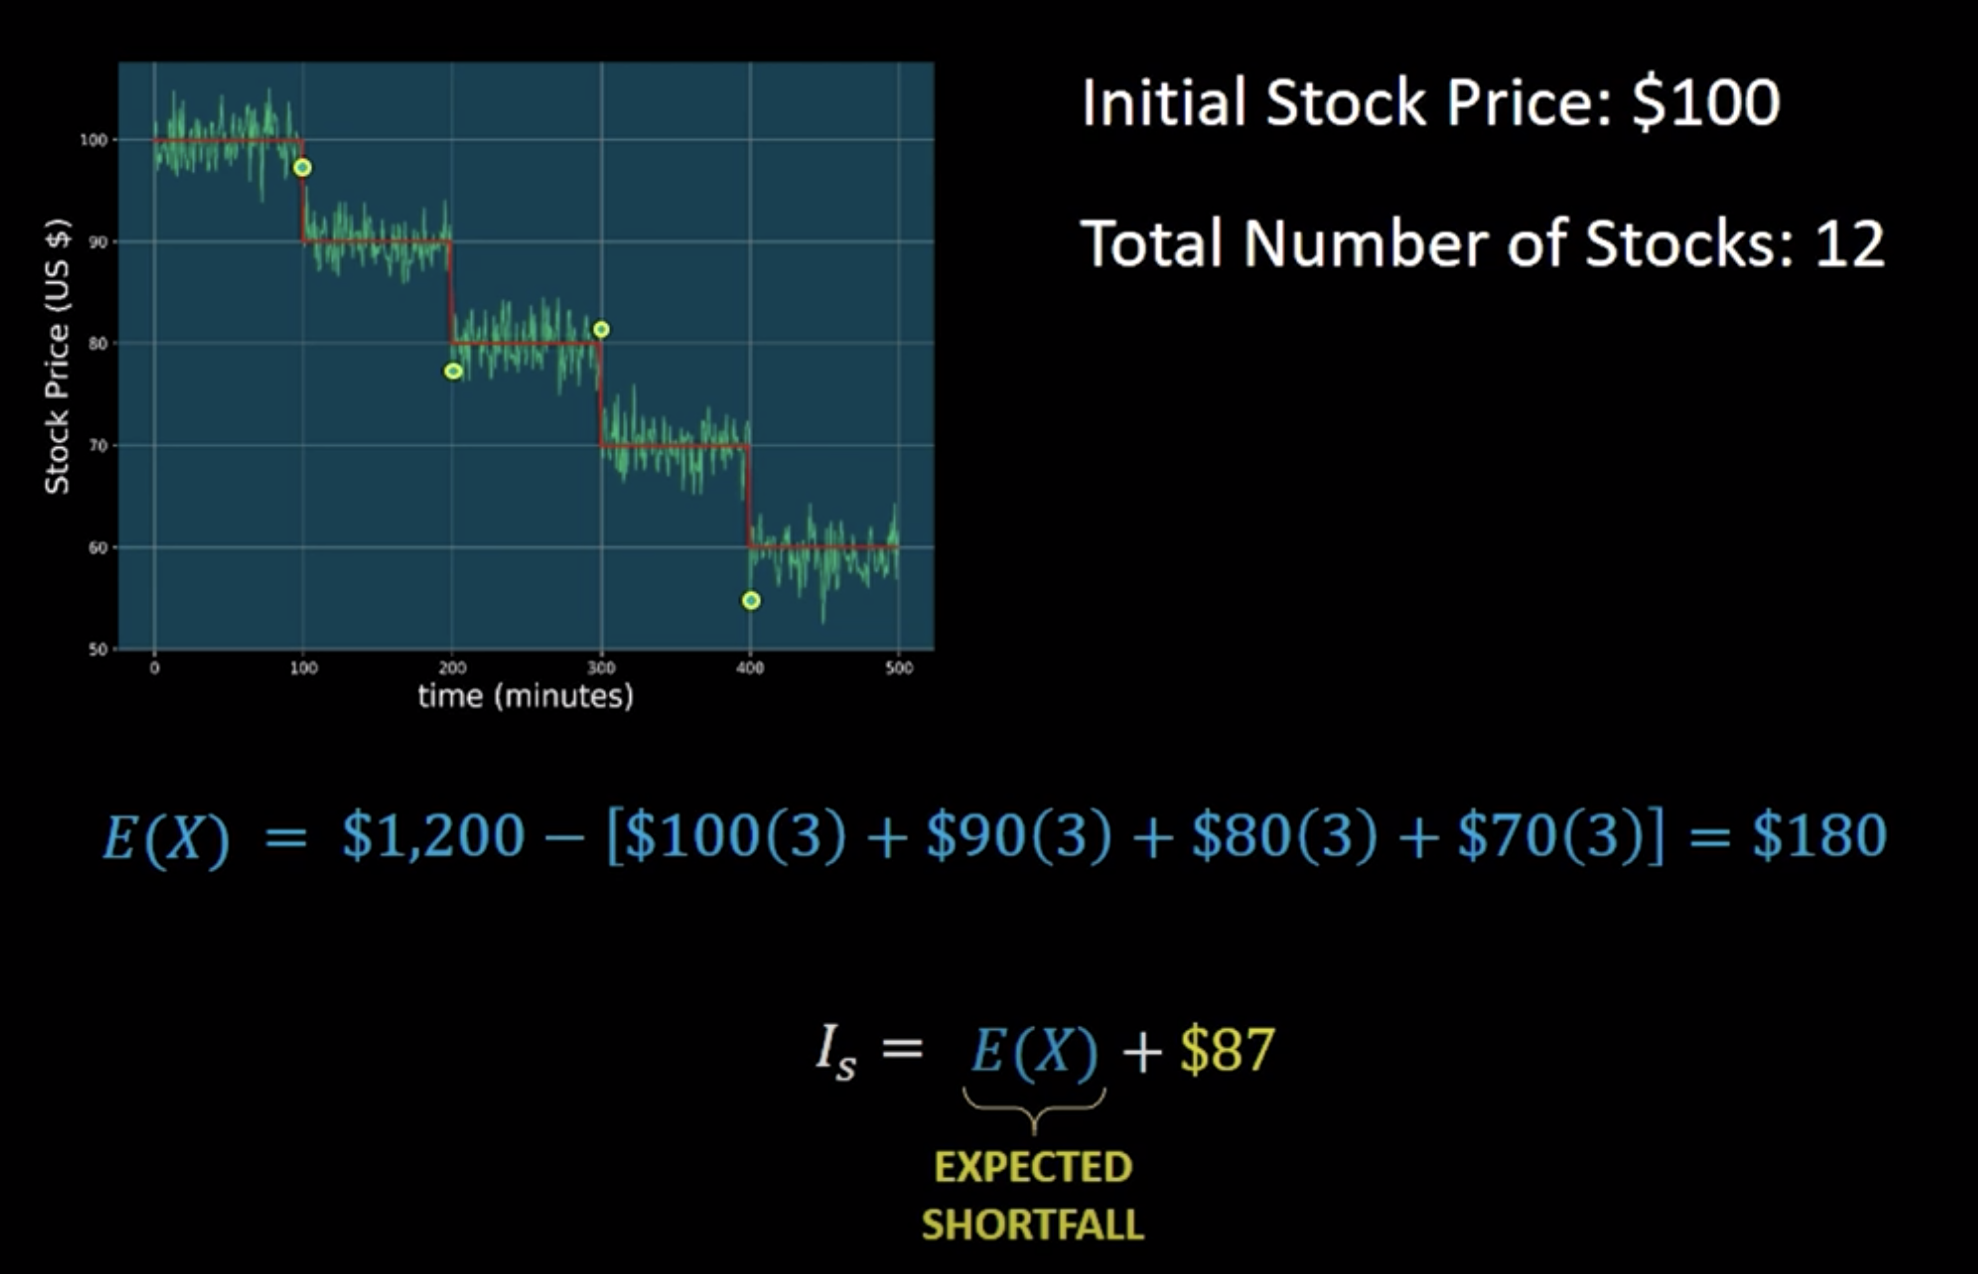 Initial Stock Price: $100
Total Number of Stocks: 12
Stock Price (US $)
100
90
80
70
60
50
0 100 200 300 400 500
time (minutes)
E(X) = $1,200 − [$100(3) + $90(3) + $80(3) + $70(3)] = $180
I_s = E(X) + $87
EXPECTED
SHORTFALL